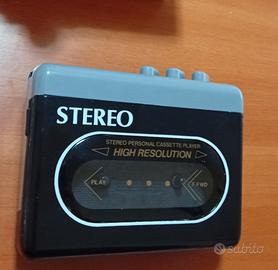 STEREO
STEREO PERSONAL CASSETTE PLAYER
HIGH RESOLUTION
PLAY F.FWD
subito